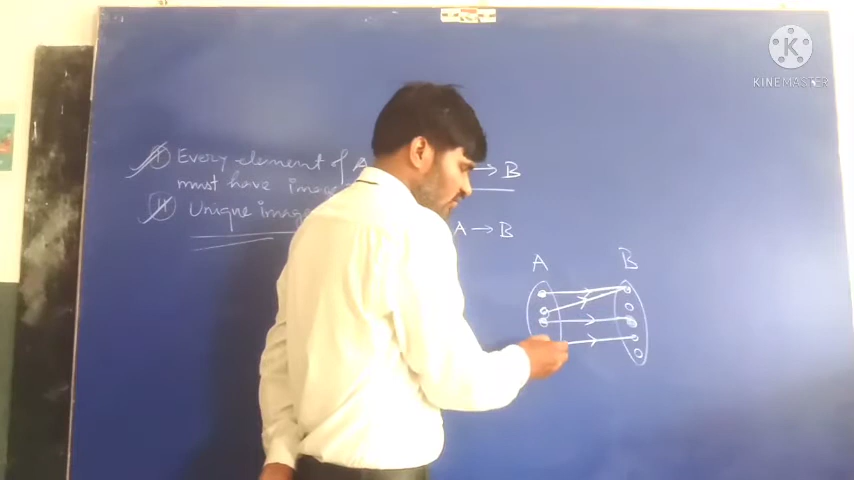 I Every element of A
must have image
II Unique image
→ B
A → B
A
B
K
KINEMASTER